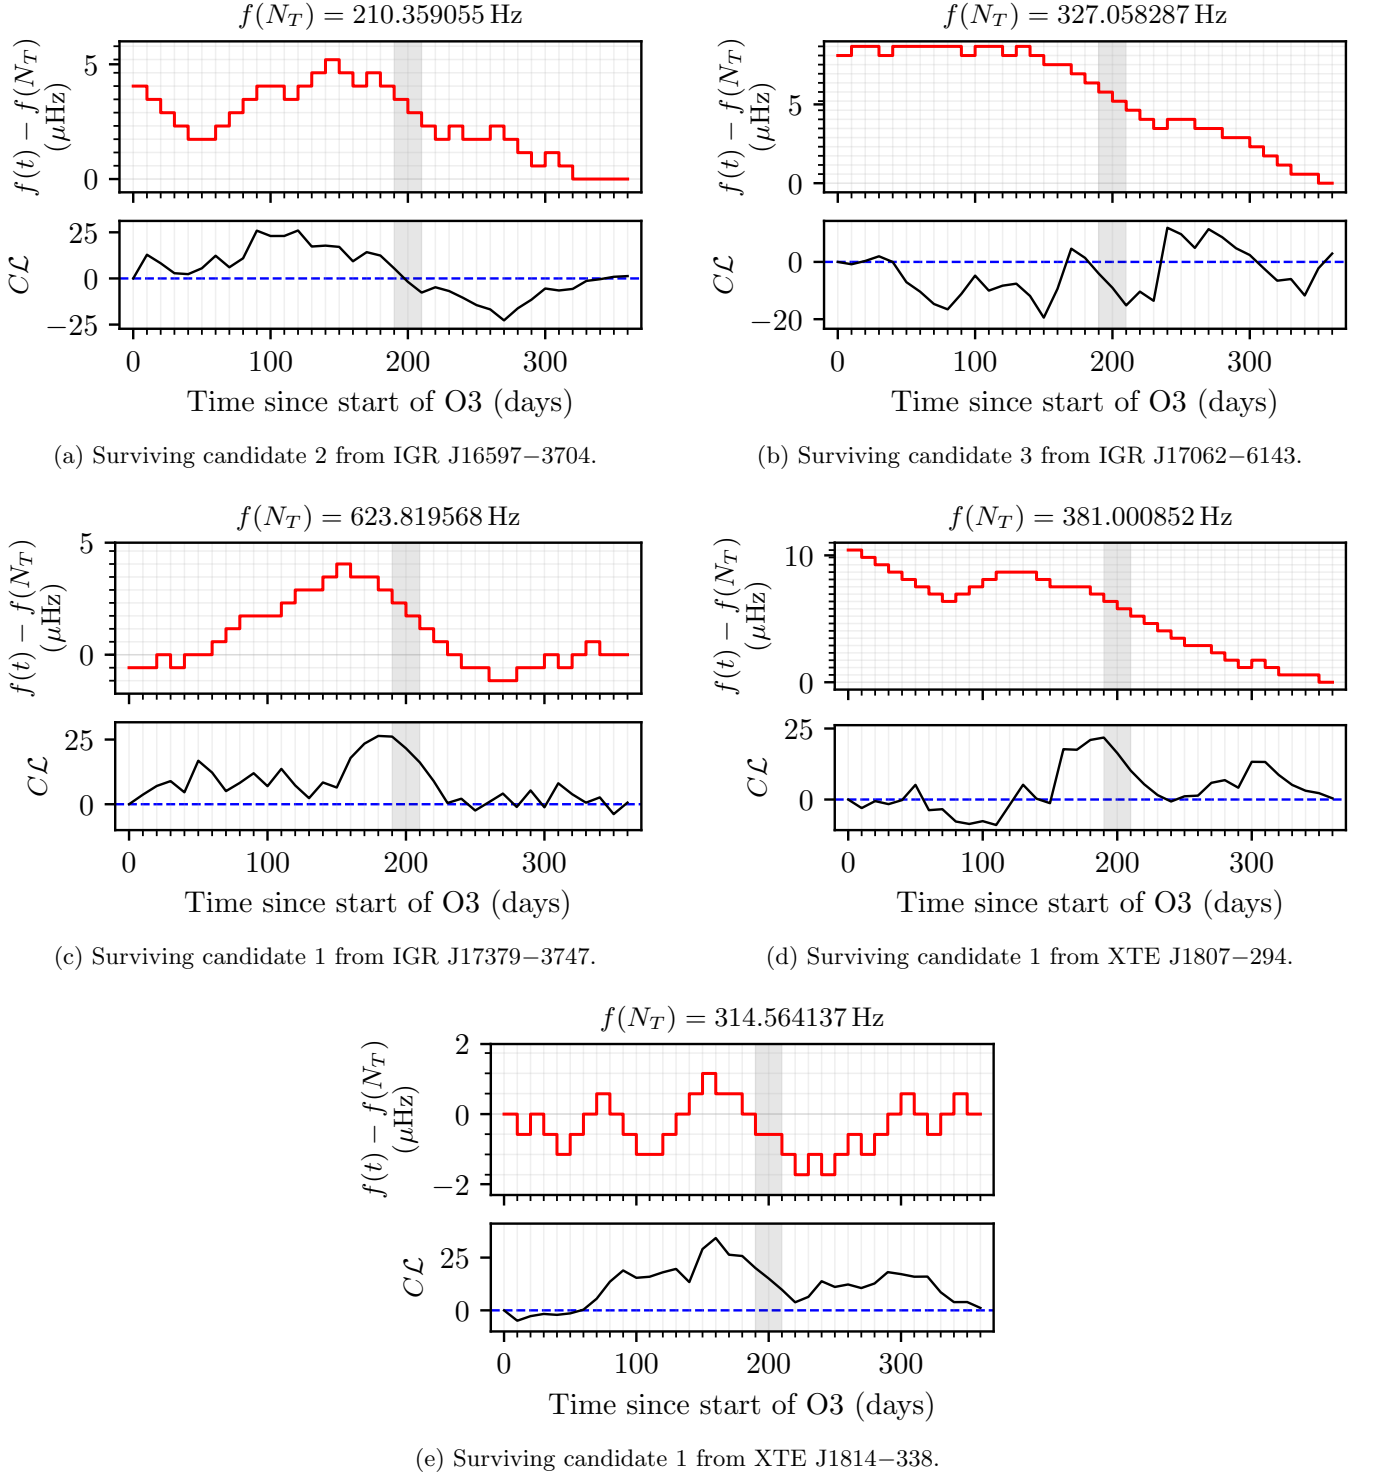 f(N_T) = 210.359055 Hz
f(t) − f(N_T)
(μHz)
5
0
CL
25
0
−25
0 100 200 300
Time since start of O3 (days)
(a) Surviving candidate 2 from IGR J16597−3704.
f(N_T) = 327.058287 Hz
f(t) − f(N_T)
(μHz)
5
0
CL
0
−20
0 100 200 300
Time since start of O3 (days)
(b) Surviving candidate 3 from IGR J17062−6143.
f(N_T) = 623.819568 Hz
f(t) − f(N_T)
(μHz)
5
0
CL
25
0
0 100 200 300
Time since start of O3 (days)
(c) Surviving candidate 1 from IGR J17379−3747.
f(N_T) = 381.000852 Hz
f(t) − f(N_T)
(μHz)
10
0
CL
25
0
0 100 200 300
Time since start of O3 (days)
(d) Surviving candidate 1 from XTE J1807−294.
f(N_T) = 314.564137 Hz
f(t) − f(N_T)
(μHz)
2
0
−2
CL
25
0
0 100 200 300
Time since start of O3 (days)
(e) Surviving candidate 1 from XTE J1814−338.